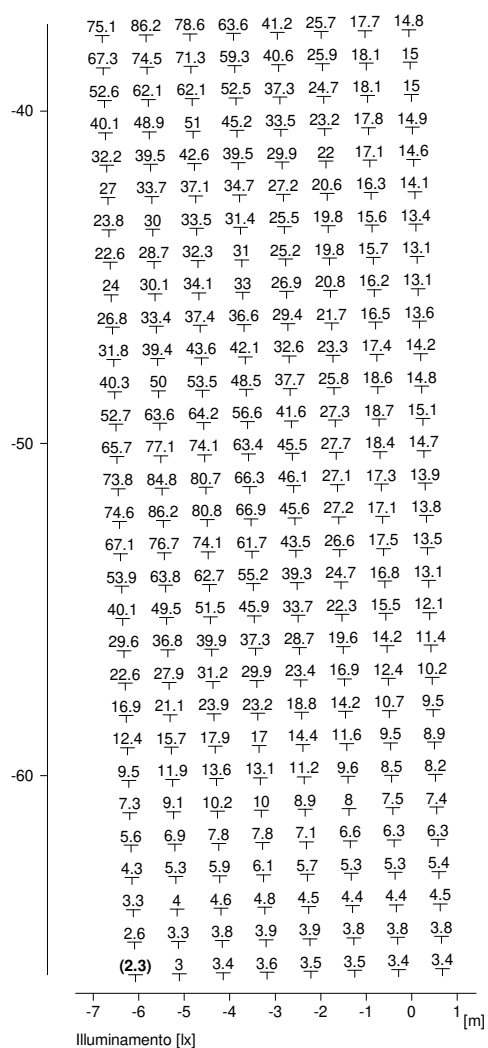 75.1 86.2 78.6 63.6 41.2 25.7 17.7 14.8
67.3 74.5 71.3 59.3 40.6 25.9 18.1 15
52.6 62.1 62.1 52.5 37.3 24.7 18.1 15
-40
40.1 48.9 51 45.2 33.5 23.2 17.8 14.9
32.2 39.5 42.6 39.5 29.9 22 17.1 14.6
27 33.7 37.1 34.7 27.2 20.6 16.3 14.1
23.8 30 33.5 31.4 25.5 19.8 15.6 13.4
22.6 28.7 32.3 31 25.2 19.8 15.7 13.1
24 30.1 34.1 33 26.9 20.8 16.2 13.1
26.8 33.4 37.4 36.6 29.4 21.7 16.5 13.6
31.8 39.4 43.6 42.1 32.6 23.3 17.4 14.2
40.3 50 53.5 48.5 37.7 25.8 18.6 14.8
52.7 63.6 64.2 56.6 41.6 27.3 18.7 15.1
-50
65.7 77.1 74.1 63.4 45.5 27.7 18.4 14.7
73.8 84.8 80.7 66.3 46.1 27.1 17.3 13.9
74.6 86.2 80.8 66.9 45.6 27.2 17.1 13.8
67.1 76.7 74.1 61.7 43.5 26.6 17.5 13.5
53.9 63.8 62.7 55.2 39.3 24.7 16.8 13.1
40.1 49.5 51.5 45.9 33.7 22.3 15.5 12.1
29.6 36.8 39.9 37.3 28.7 19.6 14.2 11.4
22.6 27.9 31.2 29.9 23.4 16.9 12.4 10.2
16.9 21.1 23.9 23.2 18.8 14.2 10.7 9.5
12.4 15.7 17.9 17 14.4 11.6 9.5 8.9
-60
9.5 11.9 13.6 13.1 11.2 9.6 8.5 8.2
7.3 9.1 10.2 10 8.9 8 7.5 7.4
5.6 6.9 7.8 7.8 7.1 6.6 6.3 6.3
4.3 5.3 5.9 6.1 5.7 5.3 5.3 5.4
3.3 4 4.6 4.8 4.5 4.4 4.4 4.5
2.6 3.3 3.8 3.9 3.9 3.8 3.8 3.8
(2.3) 3 3.4 3.6 3.5 3.5 3.4 3.4
-7 -6 -5 -4 -3 -2 -1 0 1
[m]
Illuminamento [lx]